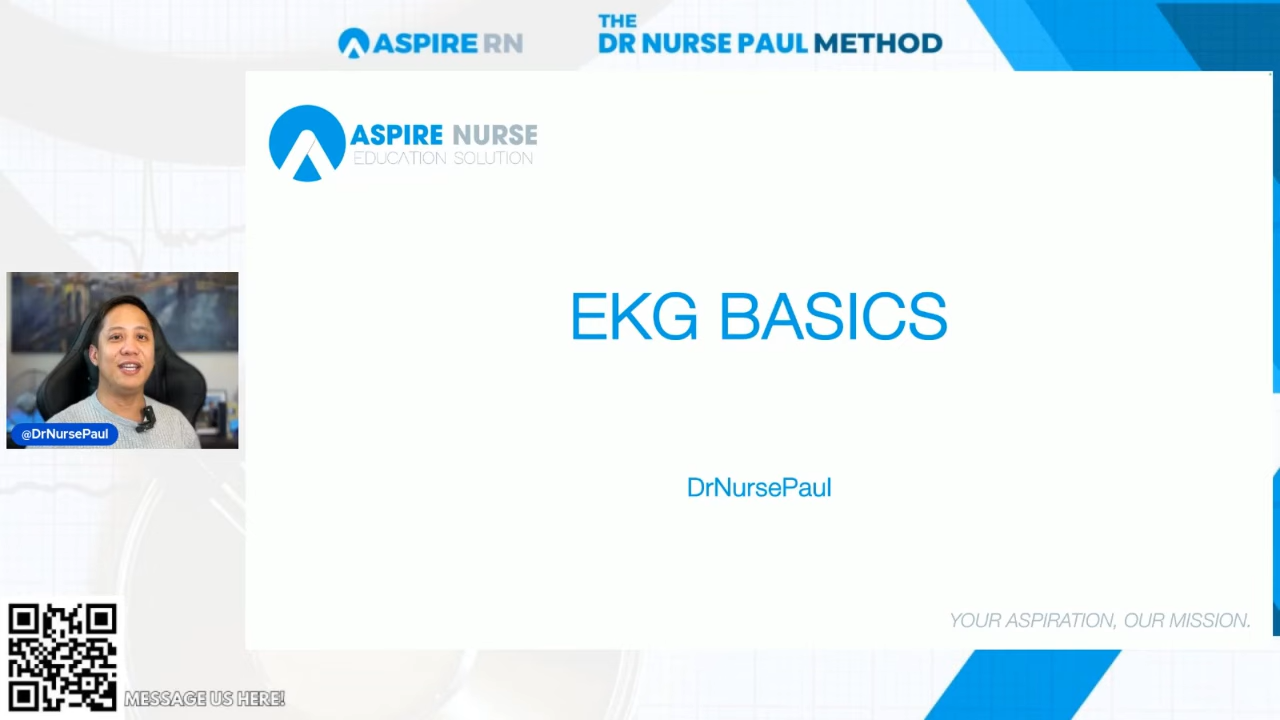 ASPIRE RN
THE
DR NURSE PAUL METHOD
ASPIRE NURSE
EDUCATION SOLUTION
EKG BASICS
@DrNursePaul
DrNursePaul
YOUR ASPIRATION, OUR MISSION.
MESSAGE US HERE!